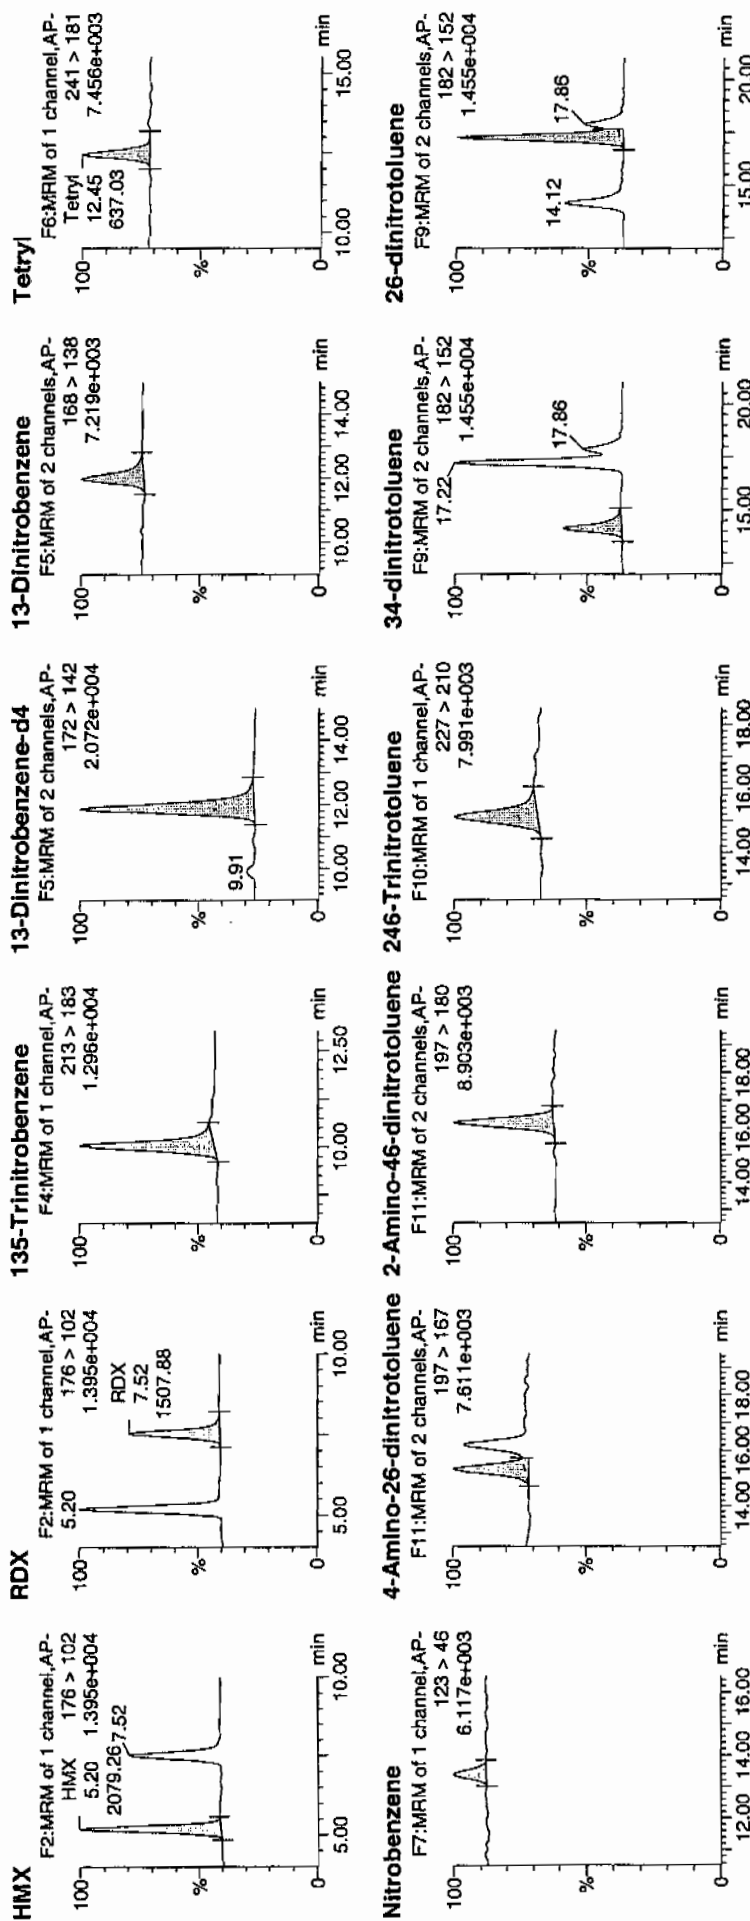 HMX
F2:MRM of 1 channel,AP-
176 > 102
1.395e+004
HMX
5.20
2079.26
7.52
100
%
0
5.00
10.00
min
RDX
F2:MRM of 1 channel,AP-
176 > 102
1.395e+004
5.20
RDX
7.52
1507.88
100
%
0
5.00
10.00
min
135-Trinitrobenzene
F4:MRM of 1 channel,AP-
213 > 183
1.296e+004
100
%
0
10.00
12.50
min
13-Dinitrobenzene-d4
F5:MRM of 2 channels,AP-
172 > 142
2.072e+004
9.91
100
%
0
10.00
12.00
14.00
min
13-Dinitrobenzene
F5:MRM of 2 channels,AP-
168 > 138
7.219e+003
100
%
0
10.00
12.00
14.00
min
Tetryl
F6:MRM of 1 channel,AP-
241 > 181
7.456e+003
Tetryl
12.45
637.03
100
%
0
10.00
15.00
min
Nitrobenzene
F7:MRM of 1 channel,AP-
123 > 46
6.117e+003
100
%
0
12.00
14.00
16.00
min
4-Amino-26-dinitrotoluene
F11:MRM of 2 channels,AP-
197 > 167
7.611e+003
100
%
0
14.00
16.00
18.00
min
2-Amino-46-dinitrotoluene
F11:MRM of 2 channels,AP-
197 > 180
8.903e+003
100
%
0
14.00
16.00
18.00
min
246-Trinitrotoluene
F10:MRM of 1 channel,AP-
227 > 210
7.991e+003
100
%
0
14.00
16.00
18.00
min
34-dinitrotoluene
F9:MRM of 2 channels,AP-
182 > 152
1.455e+004
17.22
17.86
100
%
0
15.00
20.00
min
26-dinitrotoluene
F9:MRM of 2 channels,AP-
182 > 152
1.455e+004
14.12
17.86
100
%
0
15.00
20.00
min